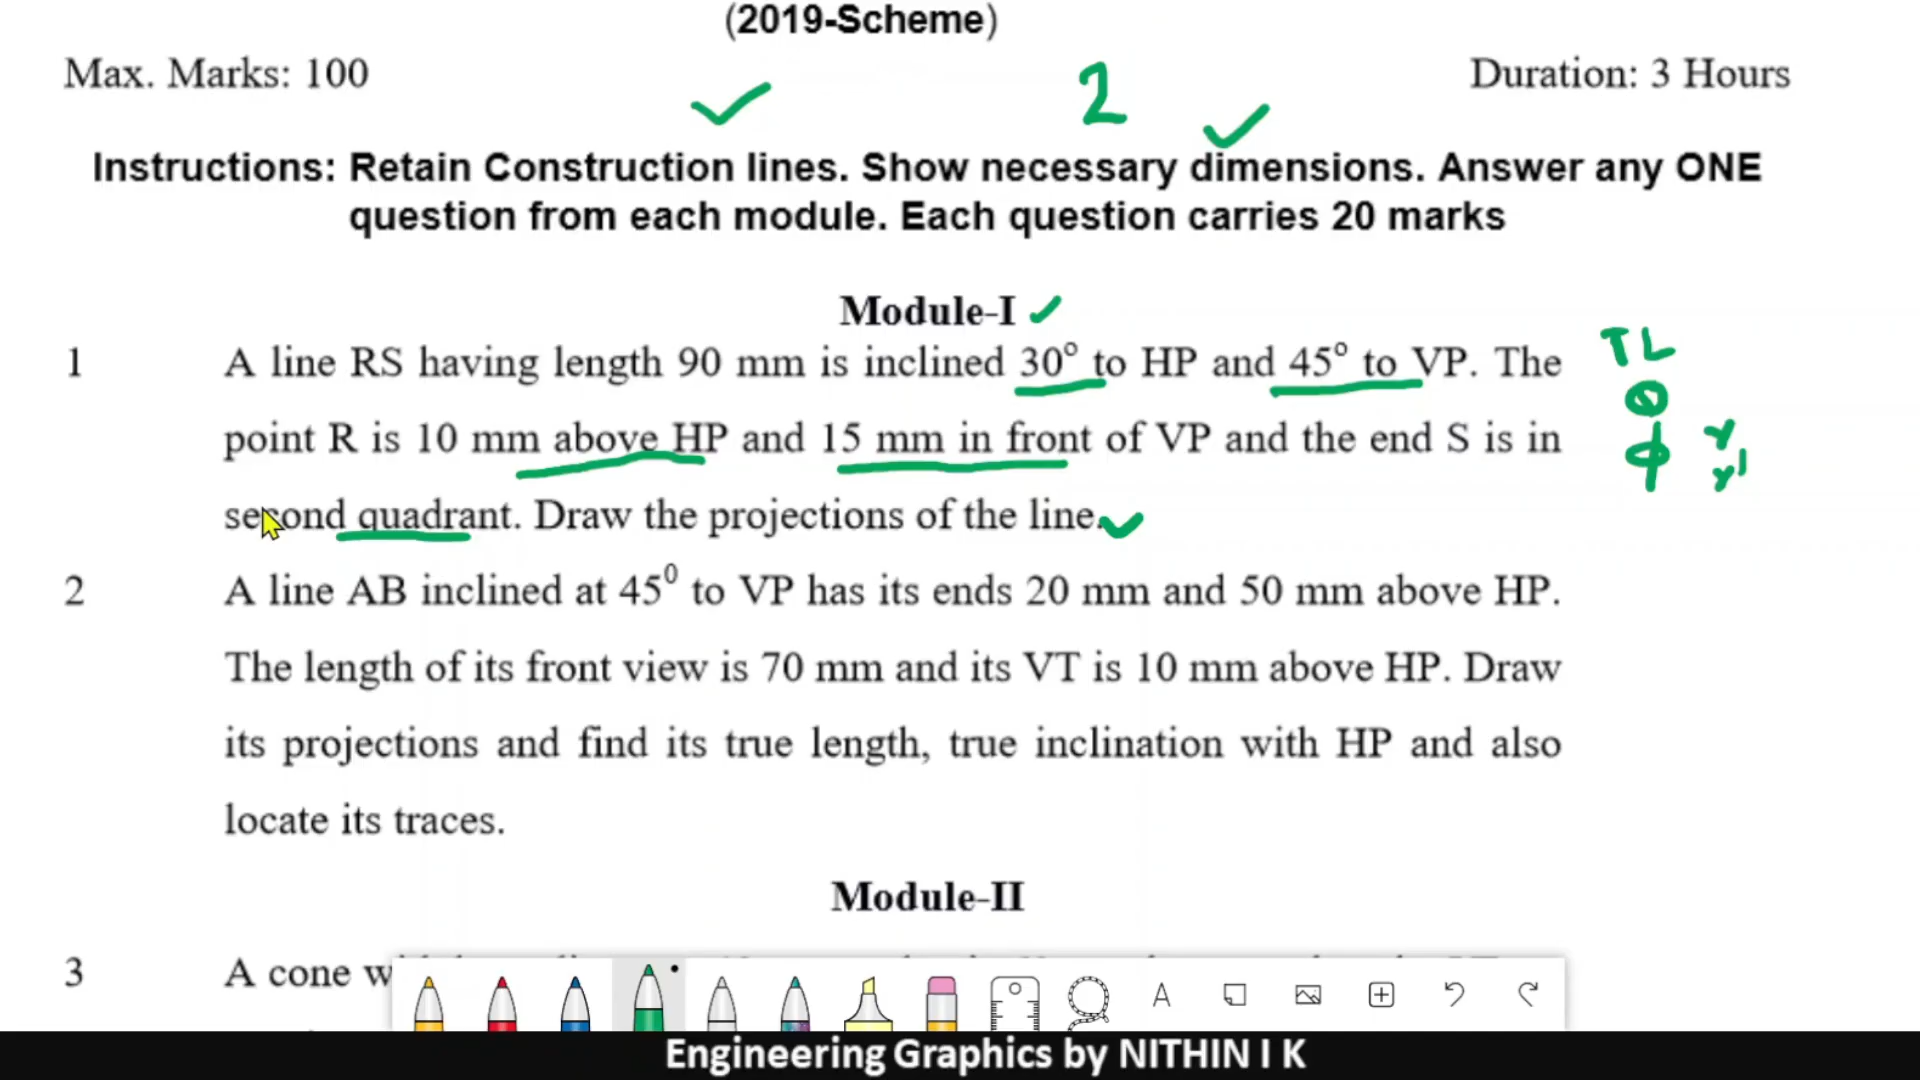 (2019-Scheme)
Max. Marks: 100
2
Duration: 3 Hours
Instructions: Retain Construction lines. Show necessary dimensions. Answer any ONE
question from each module. Each question carries 20 marks
Module-I
1 A line RS having length 90 mm is inclined 30° to HP and 45° to VP. The
TL
θ
point R is 10 mm above HP and 15 mm in front of VP and the end S is in
ϕ
r
r'
second quadrant. Draw the projections of the line.
2 A line AB inclined at 45⁰ to VP has its ends 20 mm and 50 mm above HP.
The length of its front view is 70 mm and its VT is 10 mm above HP. Draw
its projections and find its true length, true inclination with HP and also
locate its traces.
Module-II
3 A cone
Engineering Graphics by NITHIN I K